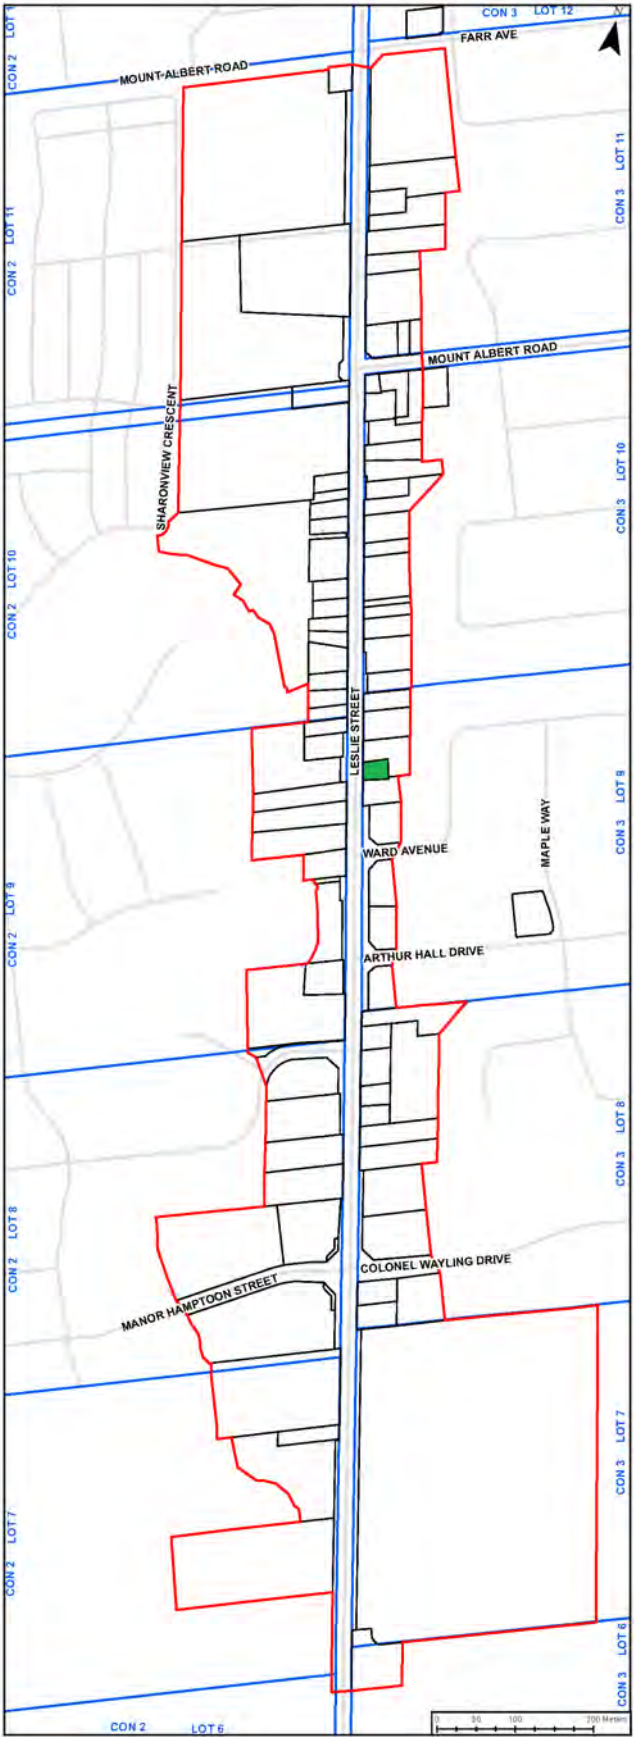 CON 3 LOT 12
N
FARR AVE
MOUNT ALBERT ROAD
CON 2 LOT 1
LOT 11
CON 3
LOT 11
CON 2
MOUNT ALBERT ROAD
SHARONVIEW CRESCENT
LOT 10
CON 3
LOT 10
CON 2
LESLIE STREET
LOT 9
CON 3
MAPLE WAY
WARD AVENUE
LOT 9
CON 2
ARTHUR HALL DRIVE
LOT 8
CON 3
LOT 8
CON 2
COLONEL WAYLING DRIVE
MANOR HAMPTOON STREET
LOT 7
CON 3
LOT 7
CON 2
LOT 6
CON 3
CON 2 LOT 6
0 50 100 200 Meters